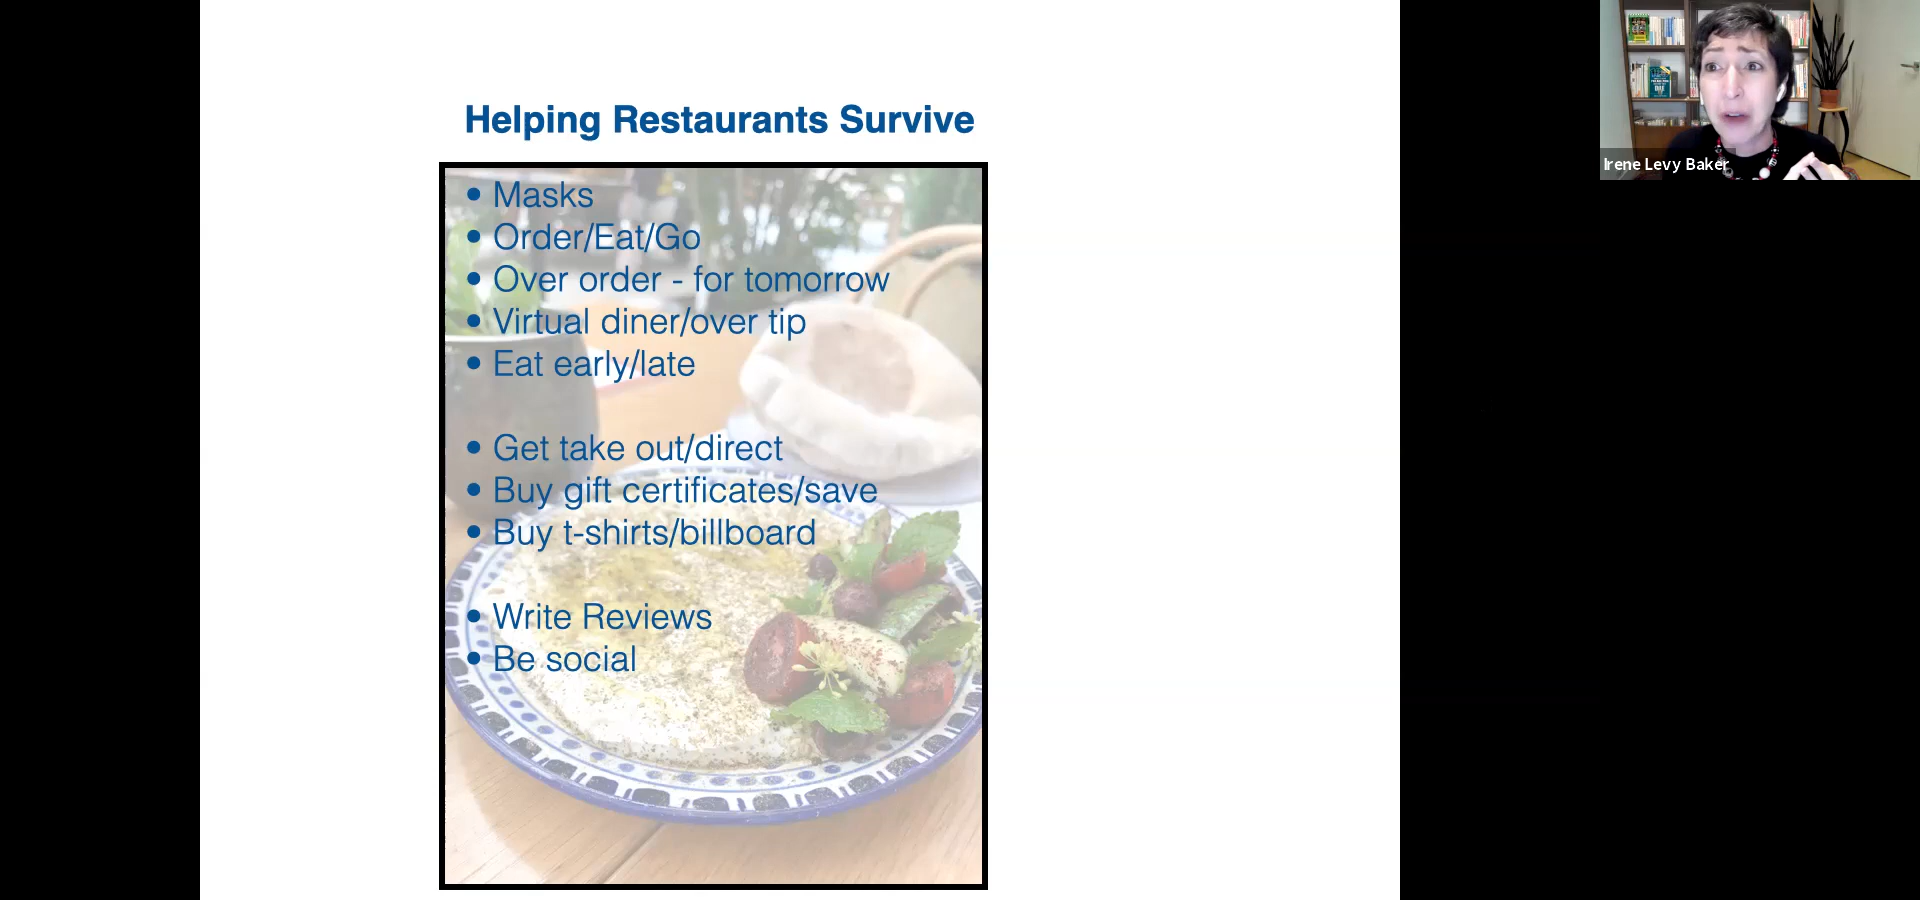 Helping Restaurants Survive
• Masks
• Order/Eat/Go
• Over order - for tomorrow
• Virtual diner/over tip
• Eat early/late
• Get take out/direct
• Buy gift certificates/save
• Buy t-shirts/billboard
• Write Reviews
• Be social
Irene Levy Baker